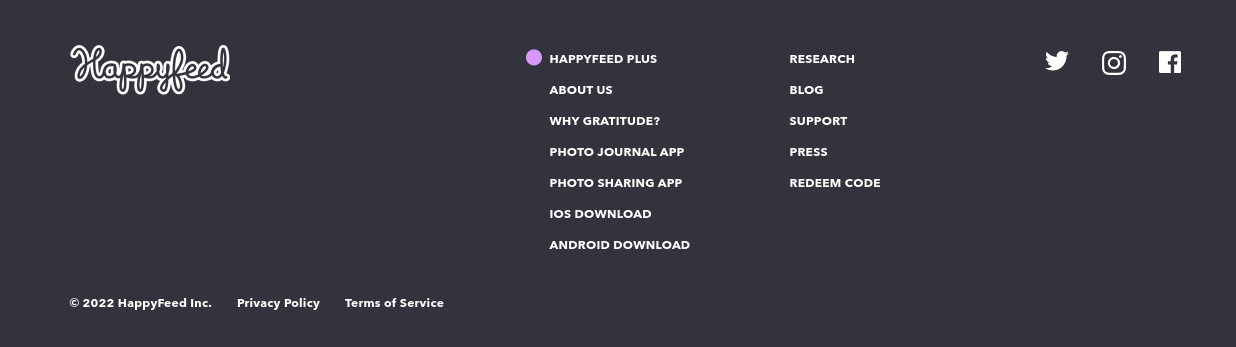 Happyfeed
HAPPYFEED PLUS
ABOUT US
WHY GRATITUDE?
PHOTO JOURNAL APP
PHOTO SHARING APP
IOS DOWNLOAD
ANDROID DOWNLOAD
RESEARCH
BLOG
SUPPORT
PRESS
REDEEM CODE
© 2022 HappyFeed Inc. Privacy Policy Terms of Service